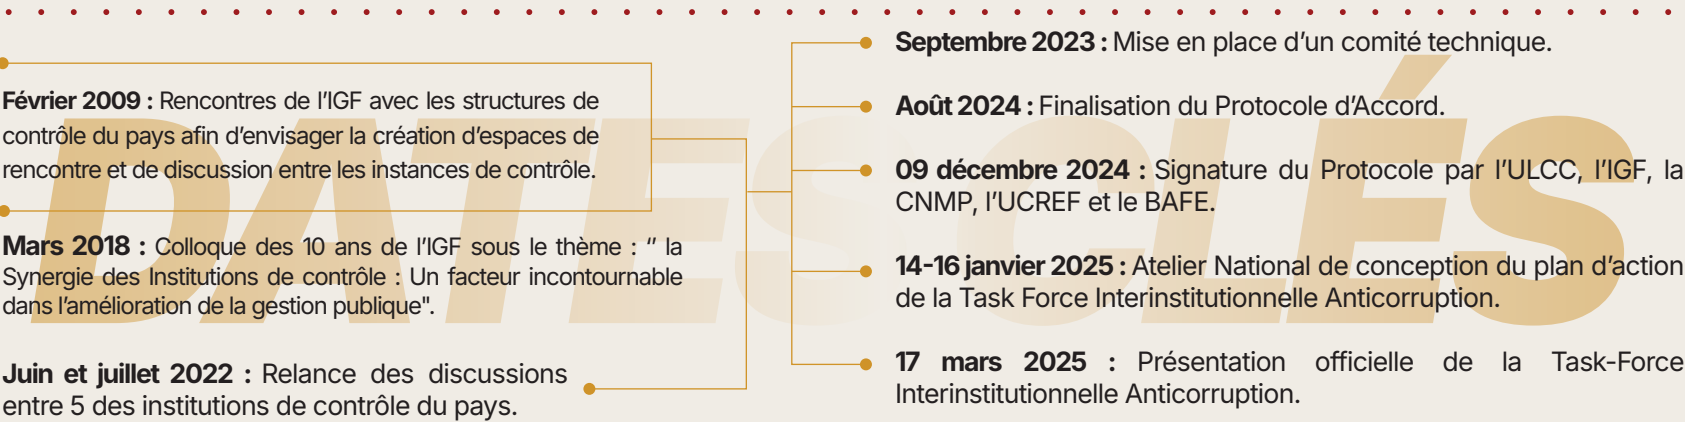 DATES CLÉS
Février 2009 : Rencontres de l’IGF avec les structures de
contrôle du pays afin d’envisager la création d’espaces de
rencontre et de discussion entre les instances de contrôle.
Mars 2018 : Colloque des 10 ans de l’IGF sous le thème : “ la
Synergie des Institutions de contrôle : Un facteur incontournable
dans l’amélioration de la gestion publique".
Juin et juillet 2022 : Relance des discussions
entre 5 des institutions de contrôle du pays.
Septembre 2023 : Mise en place d’un comité technique.
Août 2024 : Finalisation du Protocole d’Accord.
09 décembre 2024 : Signature du Protocole par l’ULCC, l’IGF, la
CNMP, l’UCREF et le BAFE.
14-16 janvier 2025 : Atelier National de conception du plan d’action
de la Task Force Interinstitutionnelle Anticorruption.
17 mars 2025 : Présentation officielle de la Task-Force
Interinstitutionnelle Anticorruption.